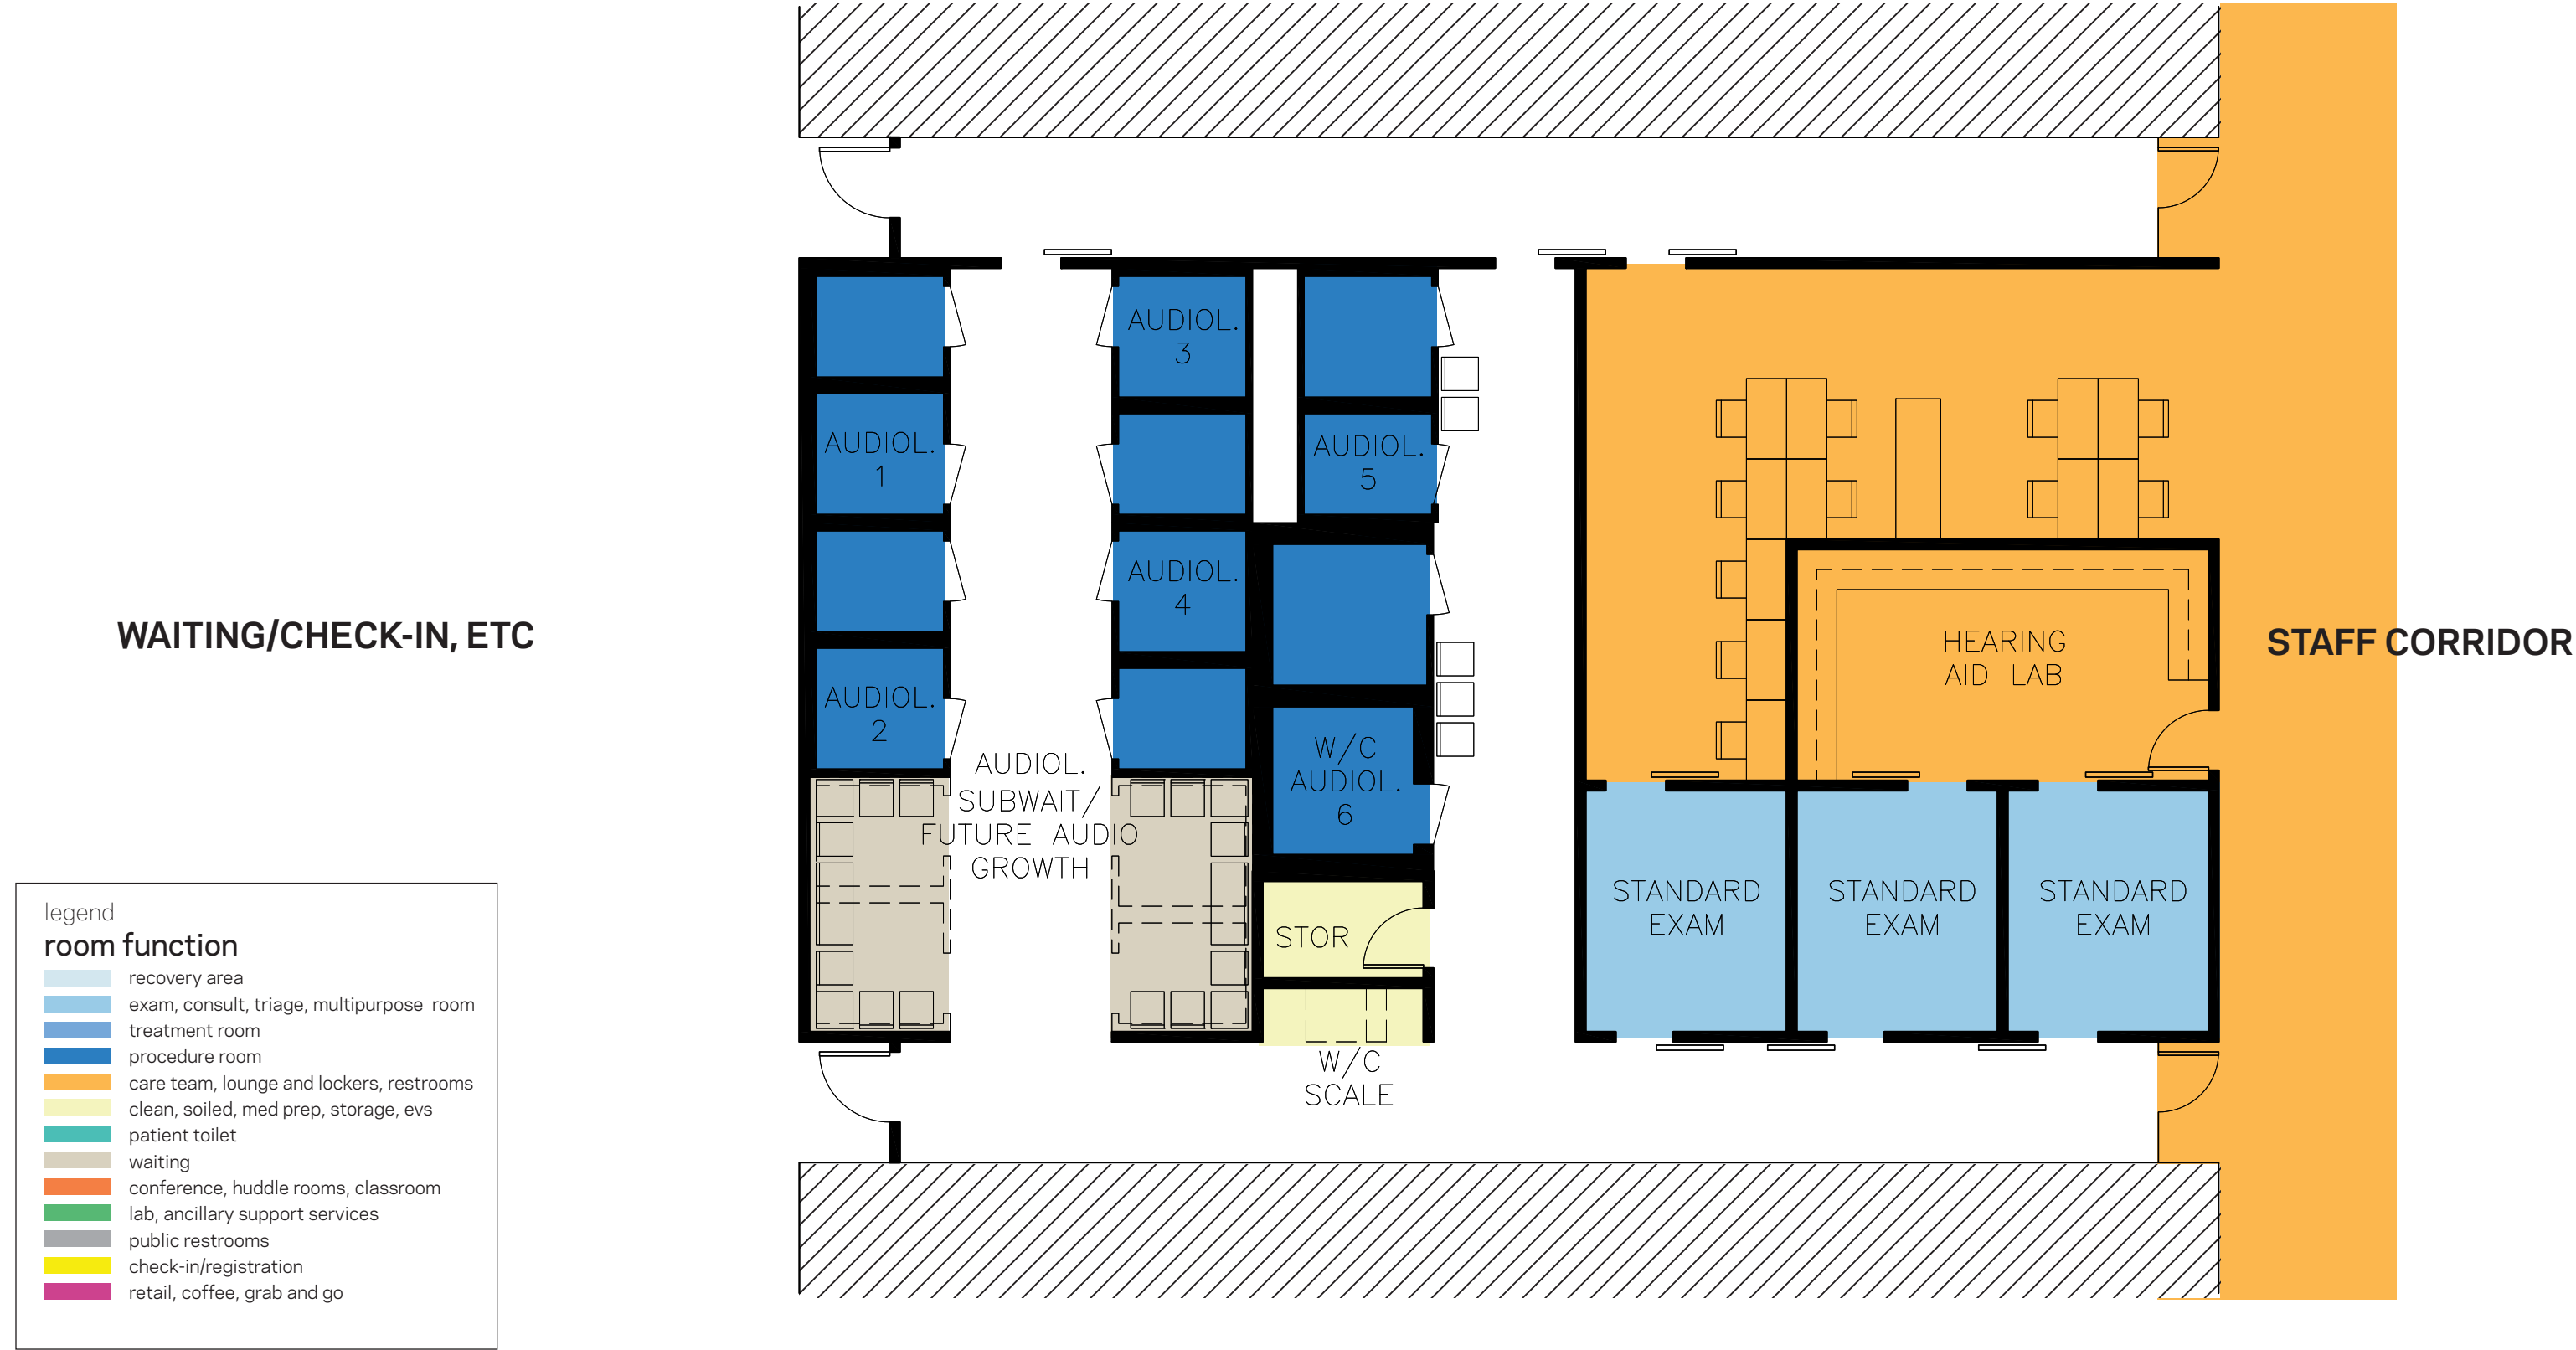 AUDIOL.
3
AUDIOL.
1
AUDIOL.
5
AUDIOL.
4
WAITING/CHECK-IN, ETC
HEARING
AID LAB
STAFF CORRIDOR
AUDIOL.
2
W/C
AUDIOL.
6
AUDIOL.
SUBWAIT/
FUTURE AUDIO
GROWTH
STANDARD
EXAM
STANDARD
EXAM
STANDARD
EXAM
STOR
W/C
SCALE
legend
room function
recovery area
exam, consult, triage, multipurpose room
treatment room
procedure room
care team, lounge and lockers, restrooms
clean, soiled, med prep, storage, evs
patient toilet
waiting
conference, huddle rooms, classroom
lab, ancillary support services
public restrooms
check-in/registration
retail, coffee, grab and go